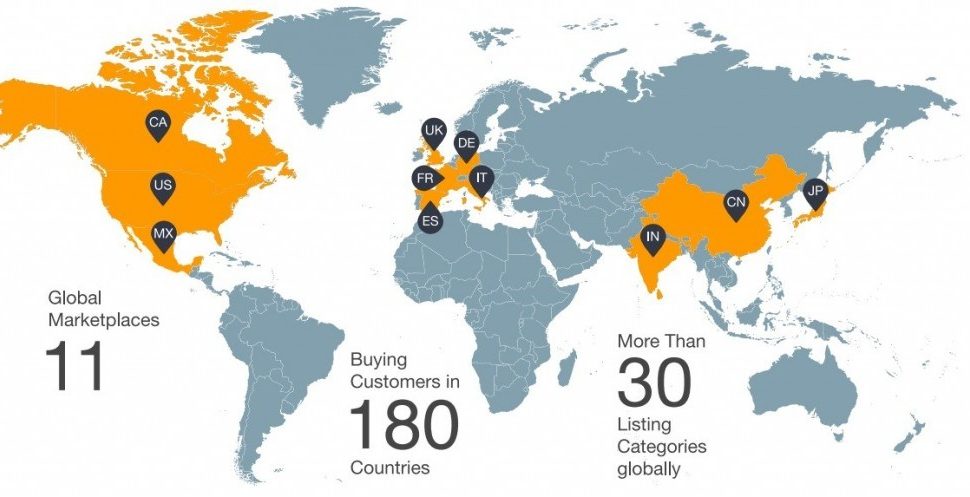 CA
US
MX
UK
DE
FR
IT
ES
CN
JP
IN
Global
Marketplaces
11
Buying
Customers in
180
Countries
More Than
30
Listing
Categories
globally